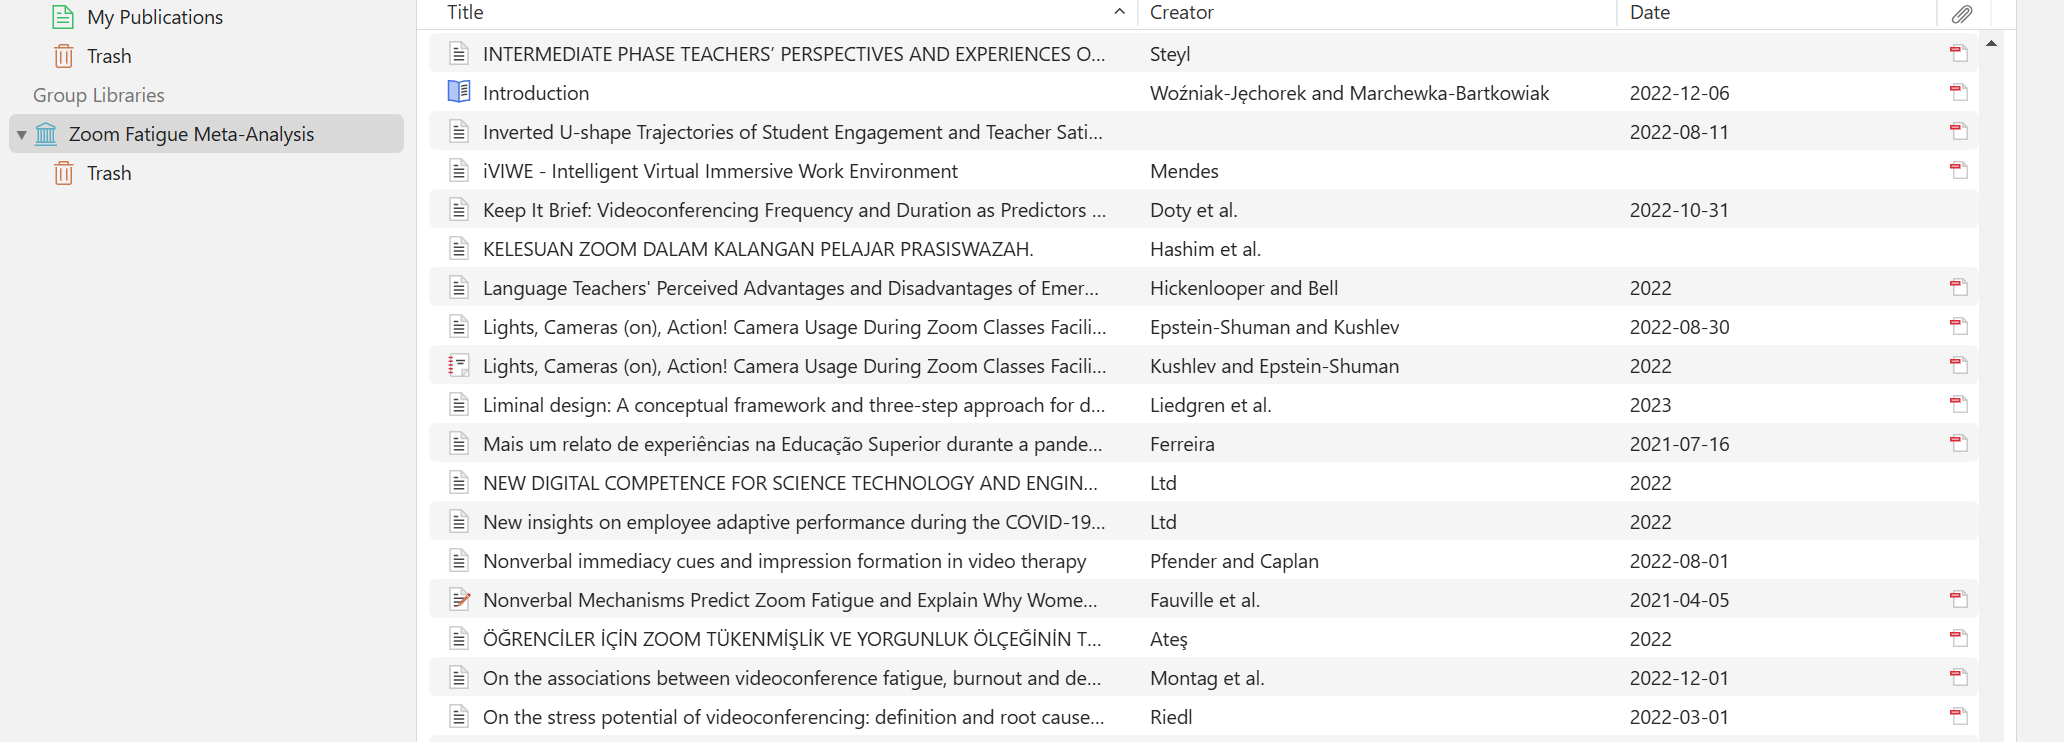 My Publications
Trash
Group Libraries
Zoom Fatigue Meta-Analysis
Trash
Title Creator Date
INTERMEDIATE PHASE TEACHERS’ PERSPECTIVES AND EXPERIENCES O... Steyl
Introduction Woźniak-Jęchorek and Marchewka-Bartkowiak 2022-12-06
Inverted U-shape Trajectories of Student Engagement and Teacher Sati... 2022-08-11
iVIWE - Intelligent Virtual Immersive Work Environment Mendes
Keep It Brief: Videoconferencing Frequency and Duration as Predictors ... Doty et al. 2022-10-31
KELESUAN ZOOM DALAM KALANGAN PELAJAR PRASISWAZAH. Hashim et al.
Language Teachers' Perceived Advantages and Disadvantages of Emer... Hickenlooper and Bell 2022
Lights, Cameras (on), Action! Camera Usage During Zoom Classes Facili... Epstein-Shuman and Kushlev 2022-08-30
Lights, Cameras (on), Action! Camera Usage During Zoom Classes Facili... Kushlev and Epstein-Shuman 2022
Liminal design: A conceptual framework and three-step approach for d... Liedgren et al. 2023
Mais um relato de experiências na Educação Superior durante a pande... Ferreira 2021-07-16
NEW DIGITAL COMPETENCE FOR SCIENCE TECHNOLOGY AND ENGIN... Ltd 2022
New insights on employee adaptive performance during the COVID-19... Ltd 2022
Nonverbal immediacy cues and impression formation in video therapy Pfender and Caplan 2022-08-01
Nonverbal Mechanisms Predict Zoom Fatigue and Explain Why Wome... Fauville et al. 2021-04-05
ÖĞRENCİLER İÇİN ZOOM TÜKENMİŞLİK VE YORGUNLUK ÖLÇEĞİNİN T... Ateş 2022
On the associations between videoconference fatigue, burnout and de... Montag et al. 2022-12-01
On the stress potential of videoconferencing: definition and root cause... Riedl 2022-03-01